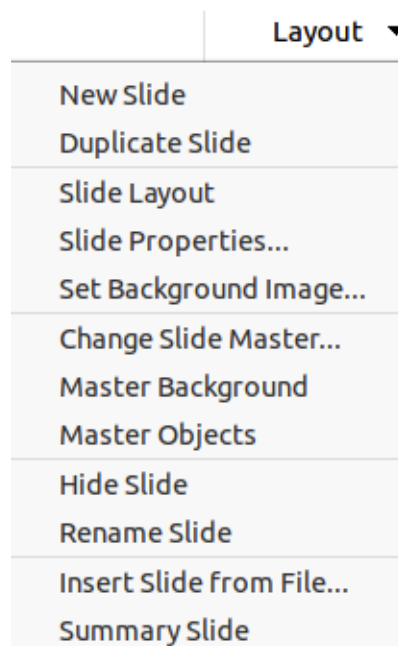 Layout
New Slide
Duplicate Slide
Slide Layout
Slide Properties...
Set Background Image...
Change Slide Master...
Master Background
Master Objects
Hide Slide
Rename Slide
Insert Slide from File...
Summary Slide